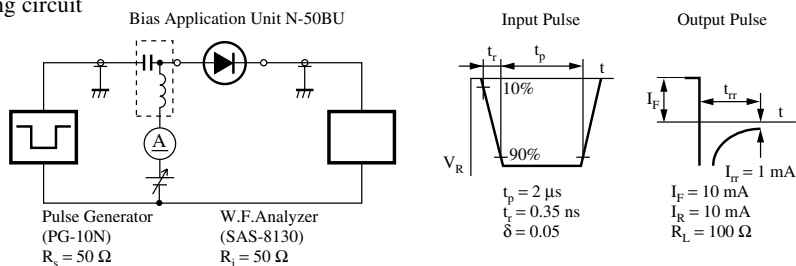 ng circuit
Bias Application Unit N-50BU
A
Pulse Generator
(PG-10N)
R_s = 50 Ω
W.F.Analyzer
(SAS-8130)
R_i = 50 Ω
Input Pulse
t_r
t_p
t
10%
90%
V_R
t_p = 2 μs
t_r = 0.35 ns
δ = 0.05
Output Pulse
I_F
t_rr
t
I_rr = 1 mA
I_F = 10 mA
I_R = 10 mA
R_L = 100 Ω